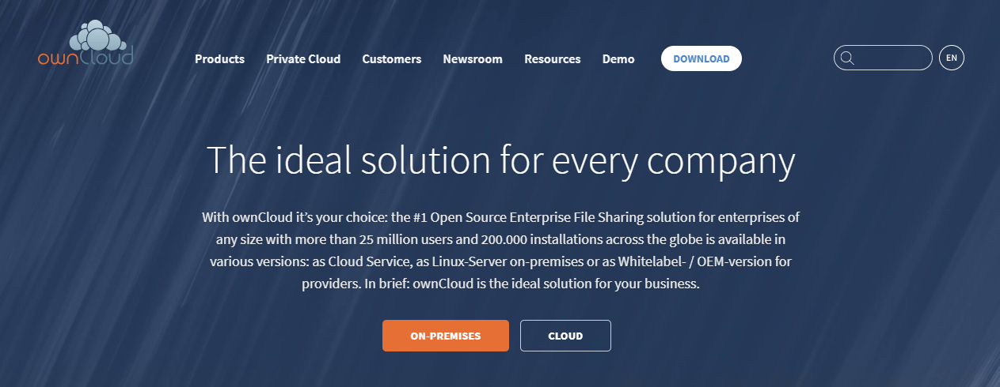 ownCloud
Products Private Cloud Customers Newsroom Resources Demo DOWNLOAD EN
The ideal solution for every company
With ownCloud it’s your choice: the #1 Open Source Enterprise File Sharing solution for enterprises of
any size with more than 25 million users and 200.000 installations across the globe is available in
various versions: as Cloud Service, as Linux-Server on-premises or as Whitelabel- / OEM-version for
providers. In brief: ownCloud is the ideal solution for your business.
ON-PREMISES CLOUD